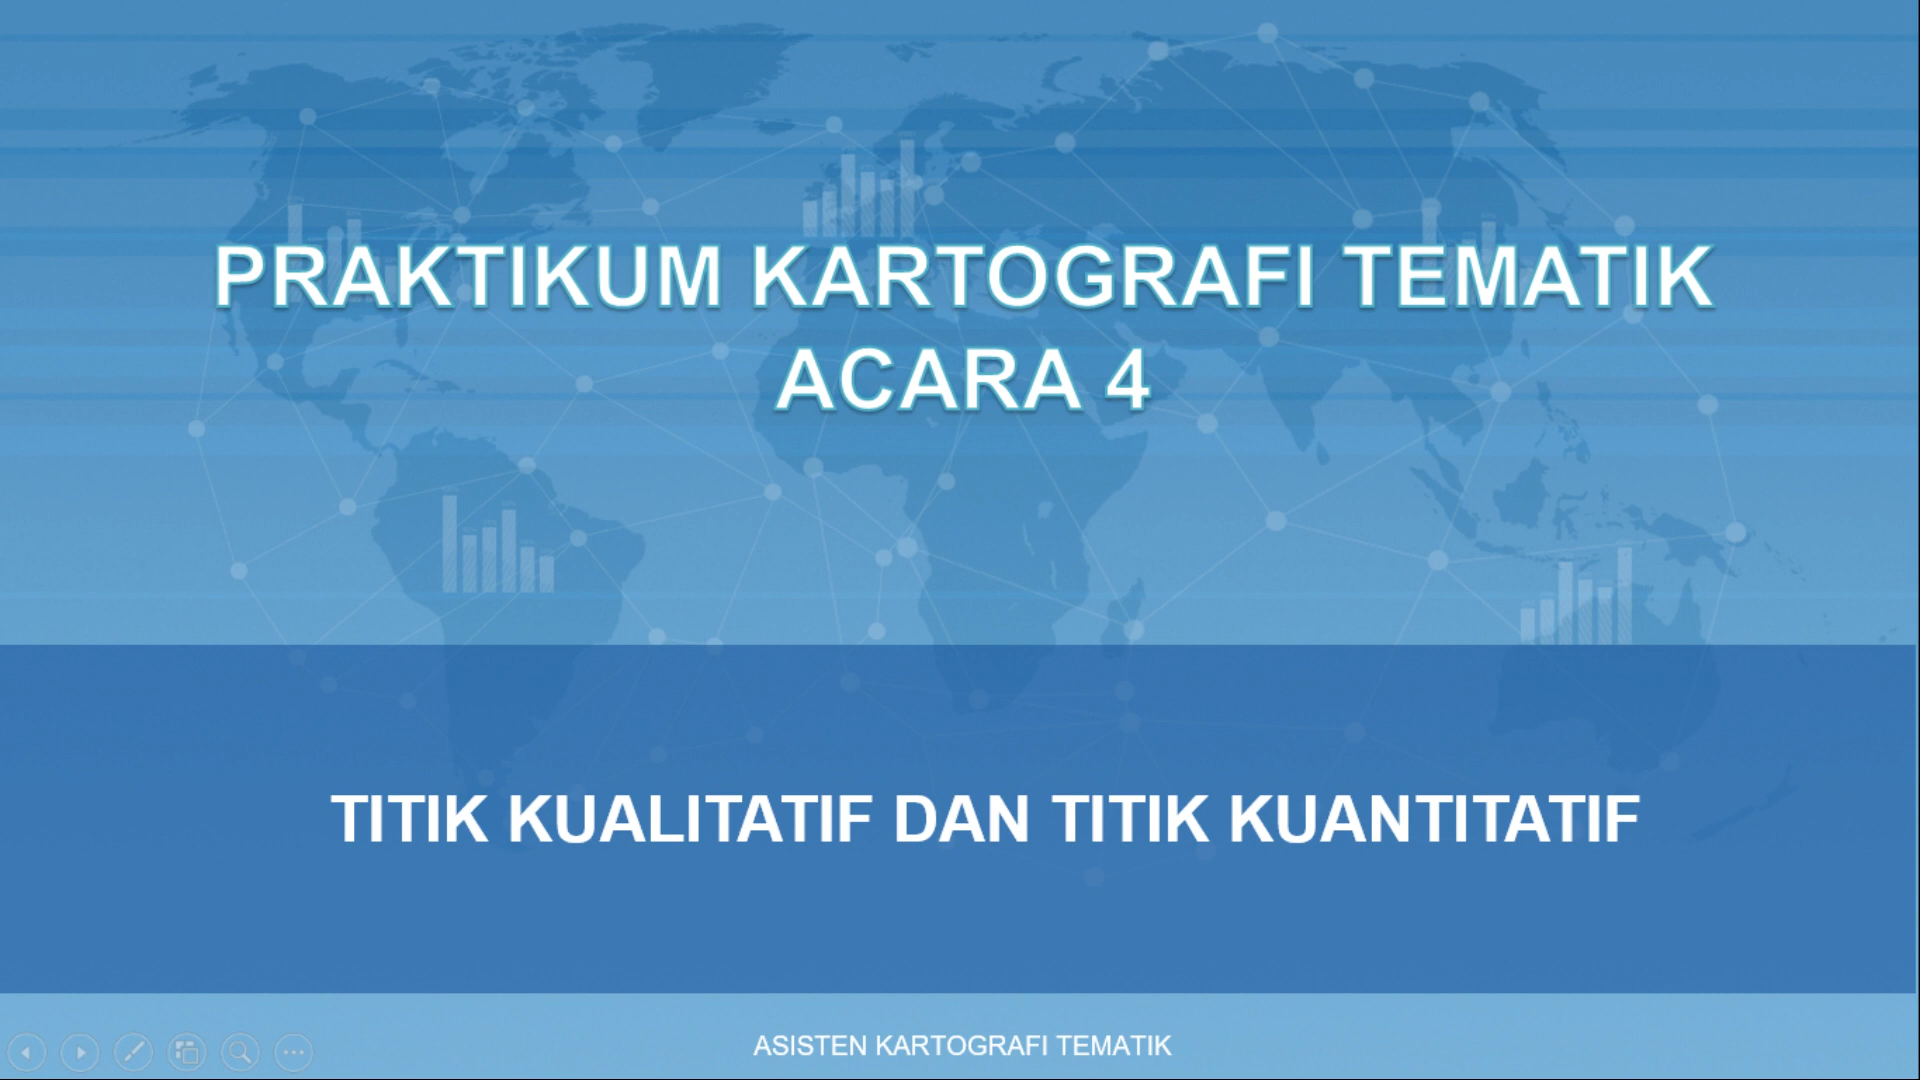 PRAKTIKUM KARTOGRAFI TEMATIK
ACARA 4
TITIK KUALITATIF DAN TITIK KUANTITATIF
ASISTEN KARTOGRAFI TEMATIK